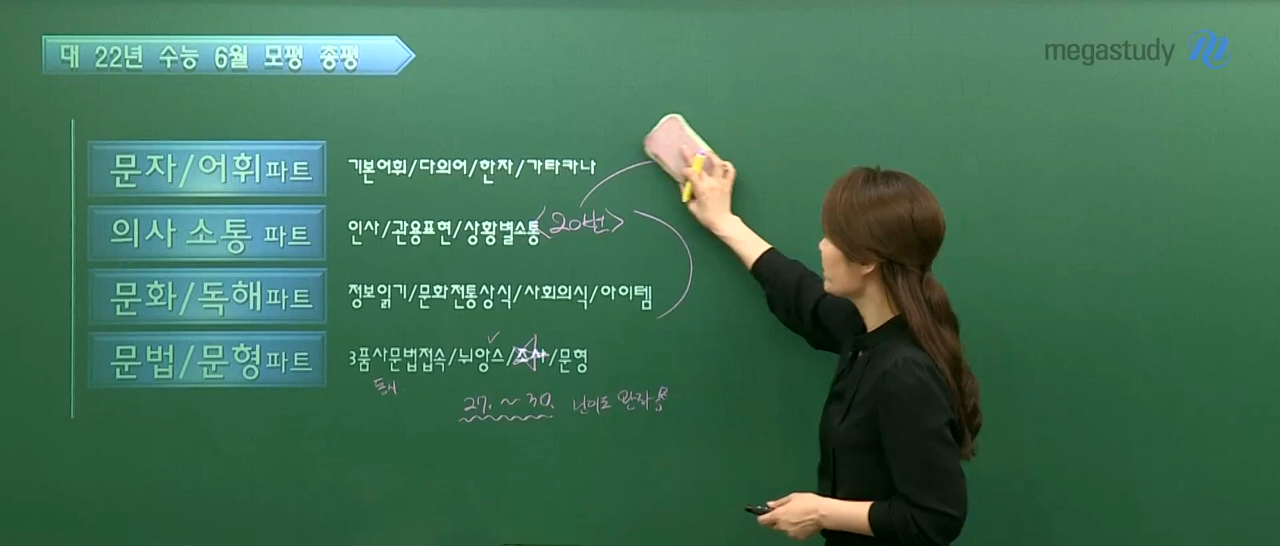 대 22년 수능 6월 모평 총평
megastudy
문자/어휘파트
기본어휘/다의어/한자/가타카나
의사 소통 파트
인사/관용표현/상황별소통
<20번>
문화/독해파트
정보읽기/문화전통상식/사회의식/아이템
문법/문형파트
3품사문법접속/뉘앙스/조사/문형
동사
27. ~ 30. 난이도